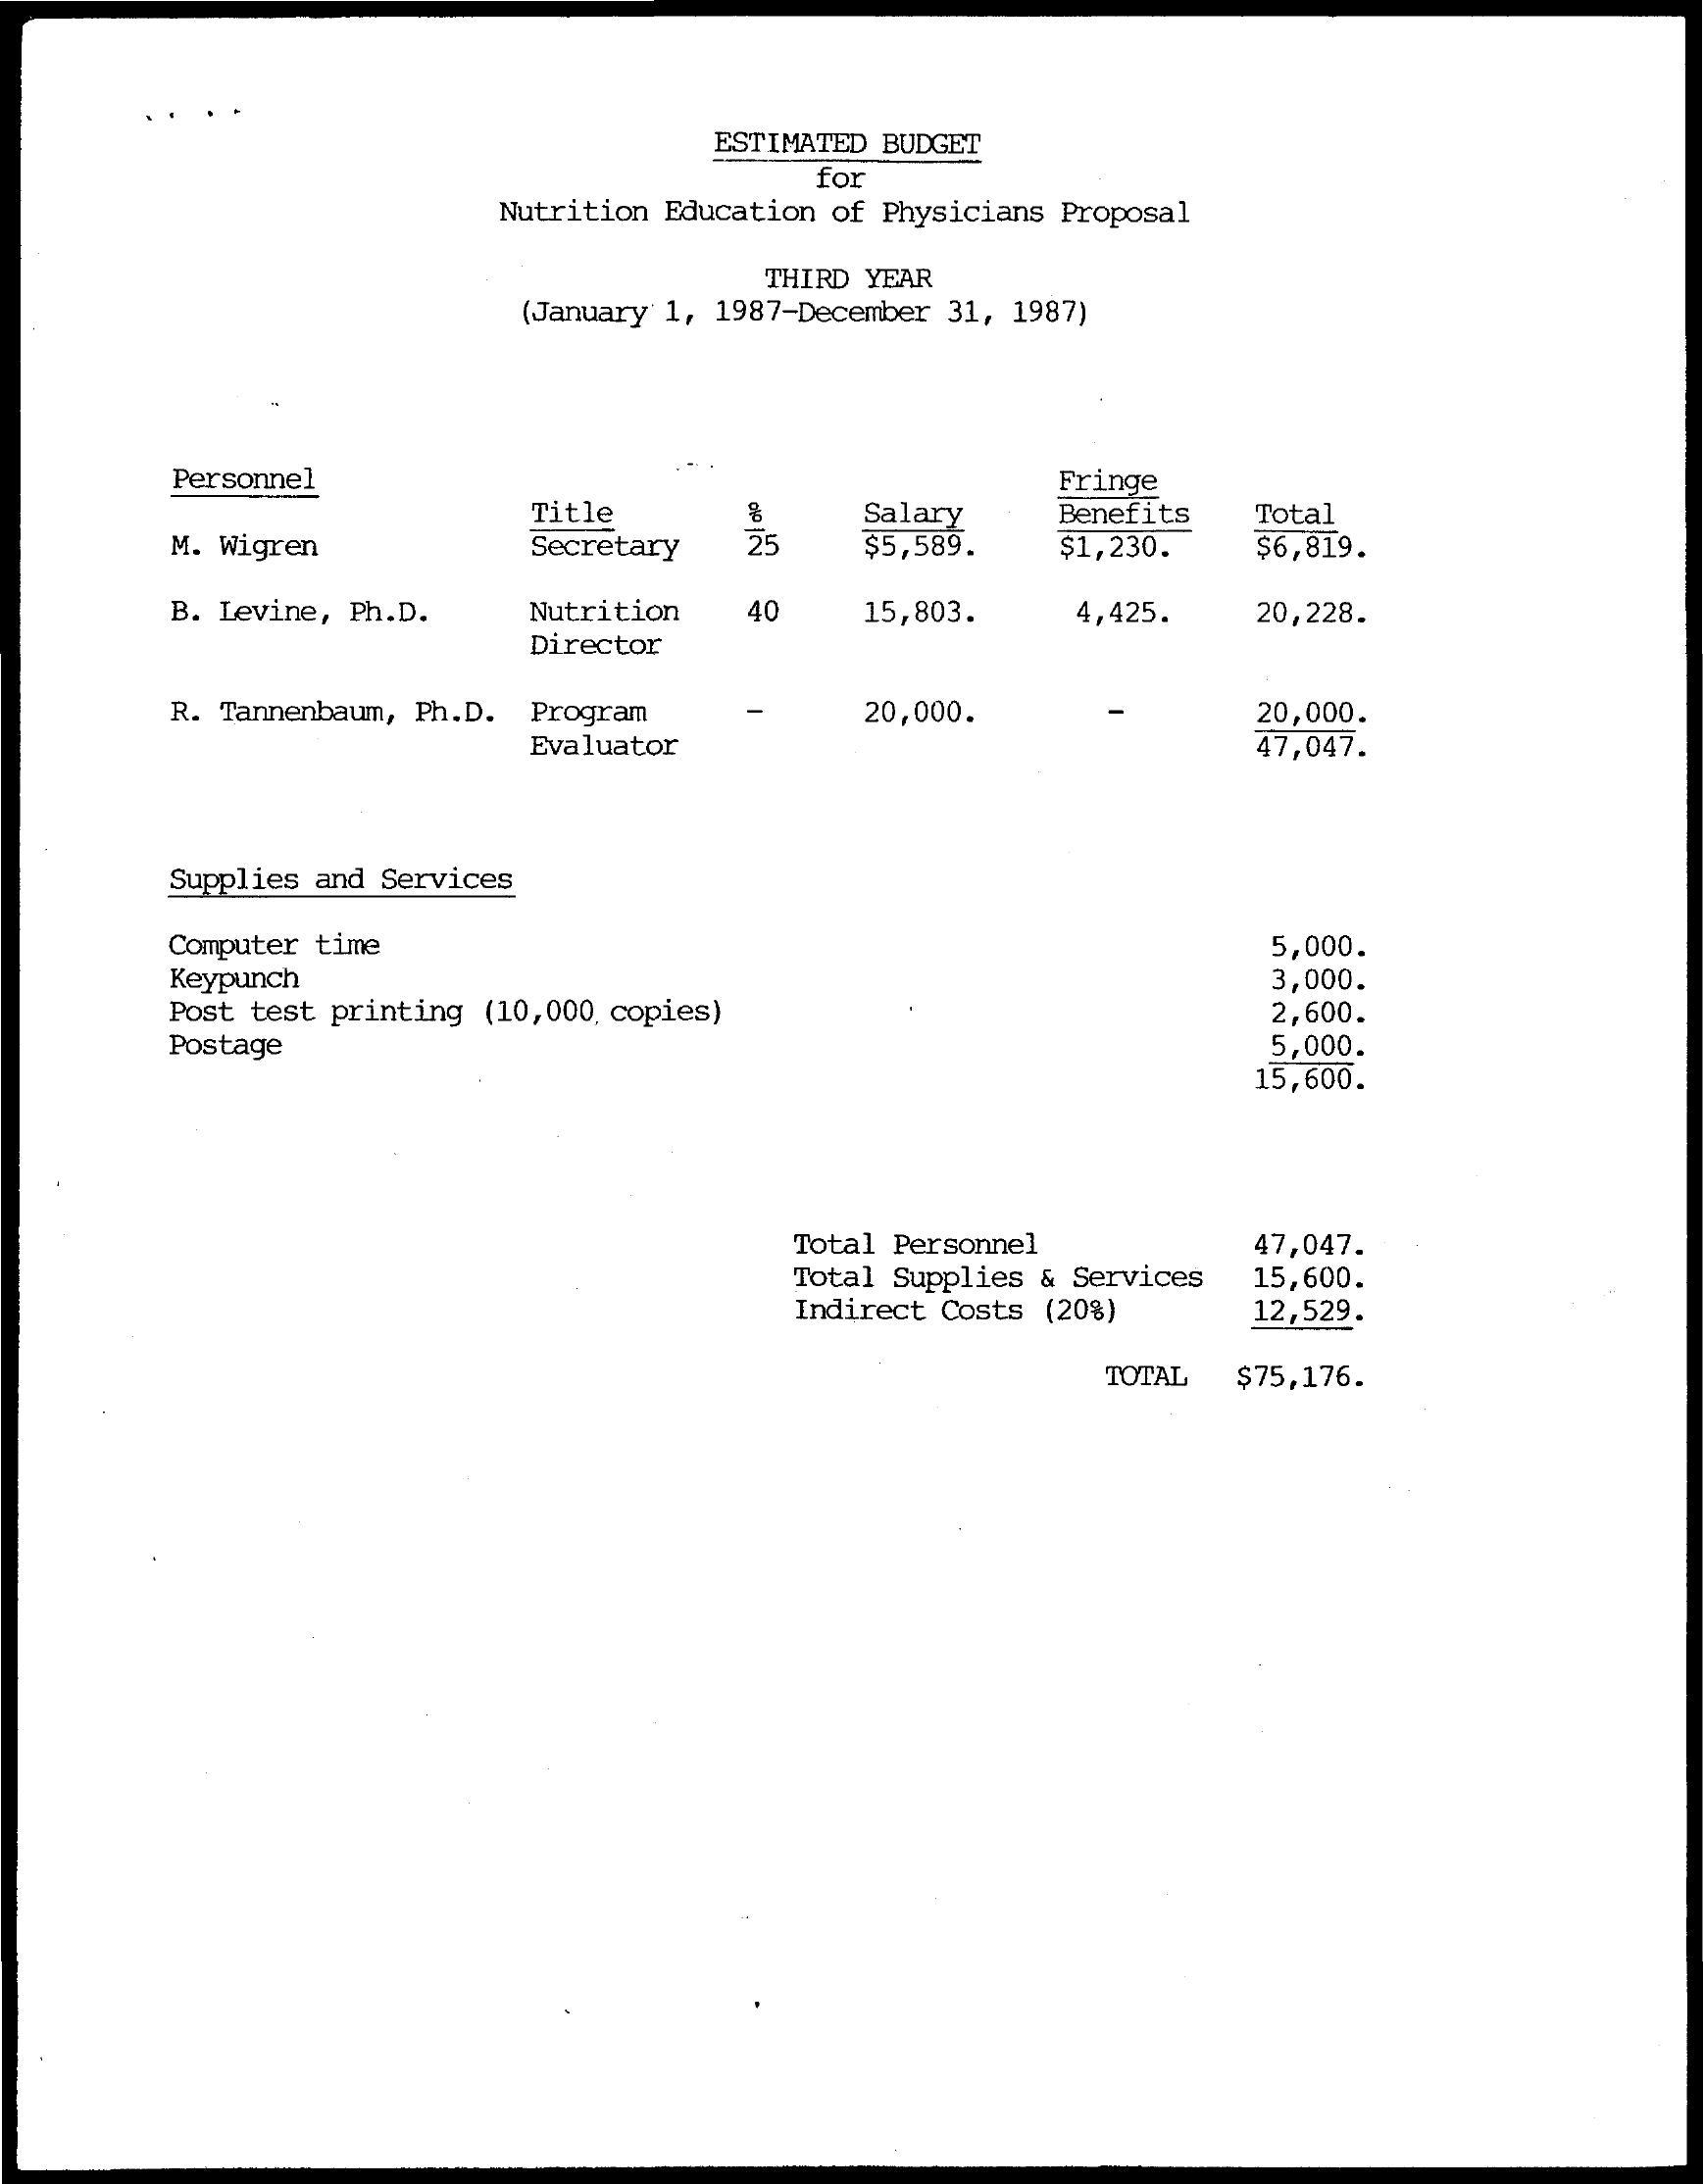 ESTIMATED BUDGET
for
Nutrition Education of Physicians Proposal
THIRD YEAR
(January 1, 1987-December 31, 1987)
Personnel Fringe
Title % Salary Benefits Total
M. Wigren Secretary 25 $5,589. $1,230. $6,819.
B. Levine, Ph.D. Nutrition 40 15,803. 4,425. 20,228.
Director
R. Tannenbaum, Ph.D. Program - 20,000. - 20,000.
Evaluator 47,047.
Supplies and Services
Computer time 5,000.
Keypunch 3,000.
Post test printing (10,000 copies) 2,600.
Postage 5,000.
15,600.
Total Personnel 47,047.
Total Supplies & Services 15,600.
Indirect Costs (20%) 12,529.
TOTAL $75,176.